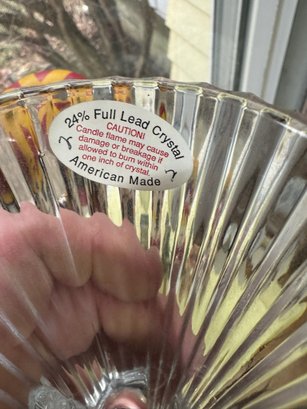 24% Full Lead Crystal
CAUTION!
Candle flame may cause
damage or breakage if
allowed to burn within
one inch of crystal.
American Made